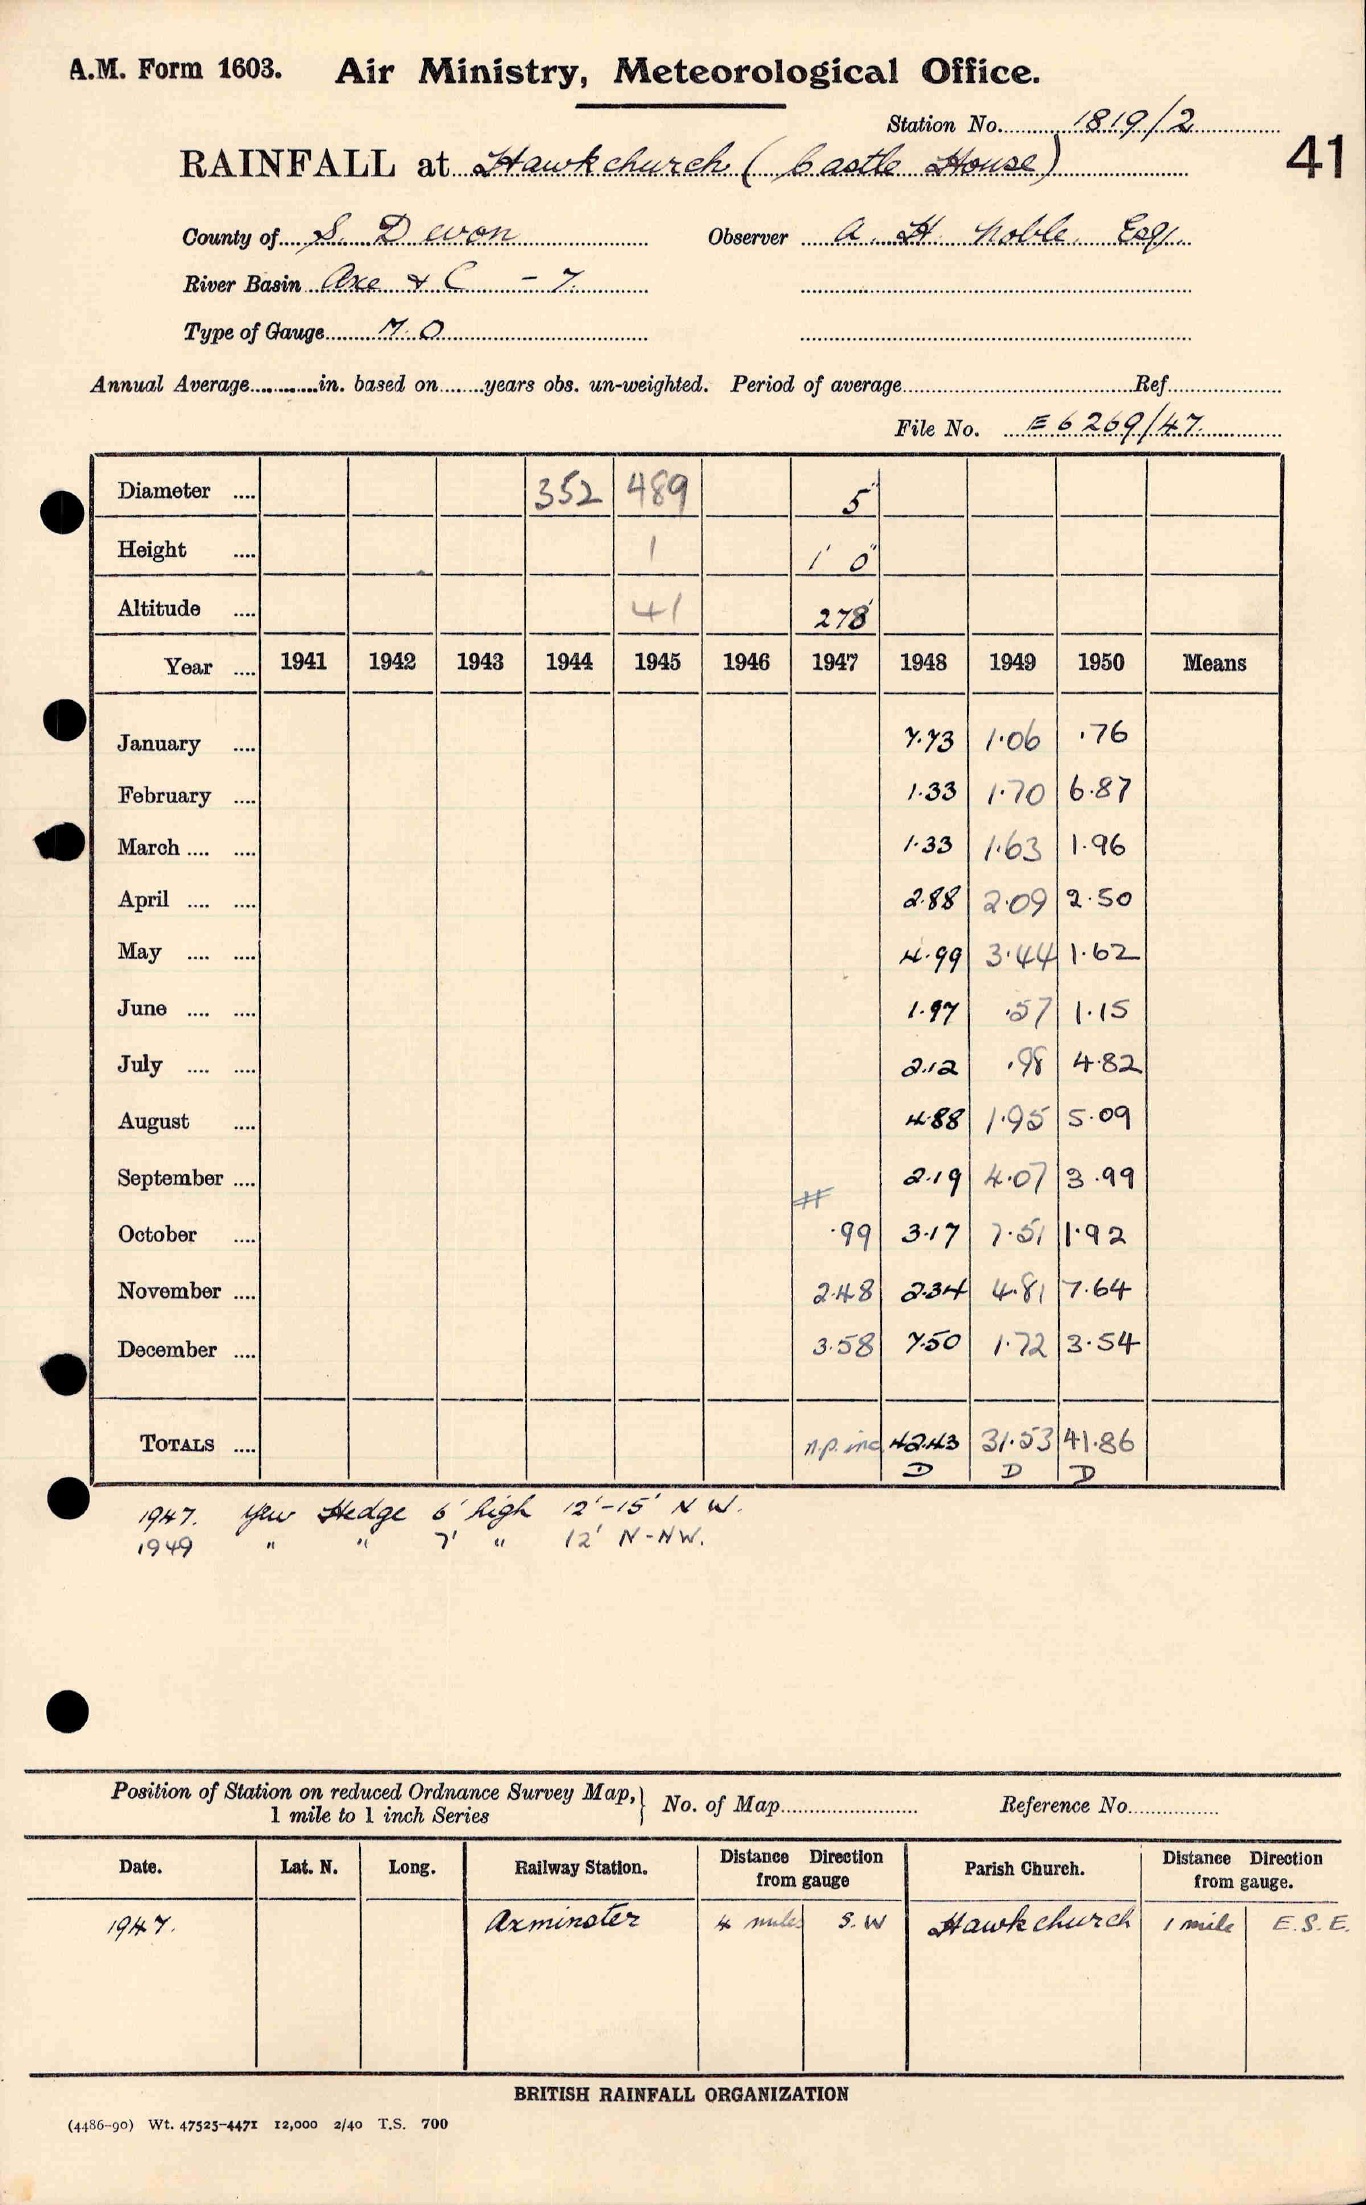 A.M. Form 1603. Air Ministry, Meteorological Office.
Station No. 1819/2
41
RAINFALL at Hawkchurch (Castle House)
County of S. Devon Observer A. H. Noble. Esq.
River Basin Axe & C - 7.
Type of Gauge M.O
Annual Average in. based on years obs. un-weighted. Period of average Ref
File No. E 6269/47.
Diameter .... 352 489 5"
Height .... 1 1' 0"
Altitude .... 41 278'
Year .... 1941 1942 1943 1944 1945 1946 1947 1948 1949 1950 Means
January .... 7.73 1.06 .76
February .... 1.33 1.70 6.87
March .... .... 1.33 1.63 1.96
April .... .... 2.88 2.09 2.50
May .... .... 4.99 3.44 1.62
June .... .... 1.97 .57 1.15
July .... .... 2.12 .98 4.82
August .... 4.88 1.95 5.09
September .... # 2.19 4.07 3.99
October .... .99 3.17 7.51 1.92
November .... 2.48 2.34 4.81 7.64
December .... 3.58 7.50 1.72 3.54
TOTALS .... n.p. inc 42.43 31.53 41.86
D D D
1947. Yew Hedge 6' high 12'-15' N W.
1949 " " 7' " 12' N-NW.
Position of Station on reduced Ordnance Survey Map, } No. of Map Reference No.
1 mile to 1 inch Series
Date. Lat. N. Long. Railway Station. Distance Direction from gauge Parish Church. Distance Direction from gauge.
1947. Axminster 4 miles S.W Hawkchurch 1 mile E.S.E.
BRITISH RAINFALL ORGANIZATION
(4486-90) Wt. 47525-4471 12,000 2/40 T.S. 700